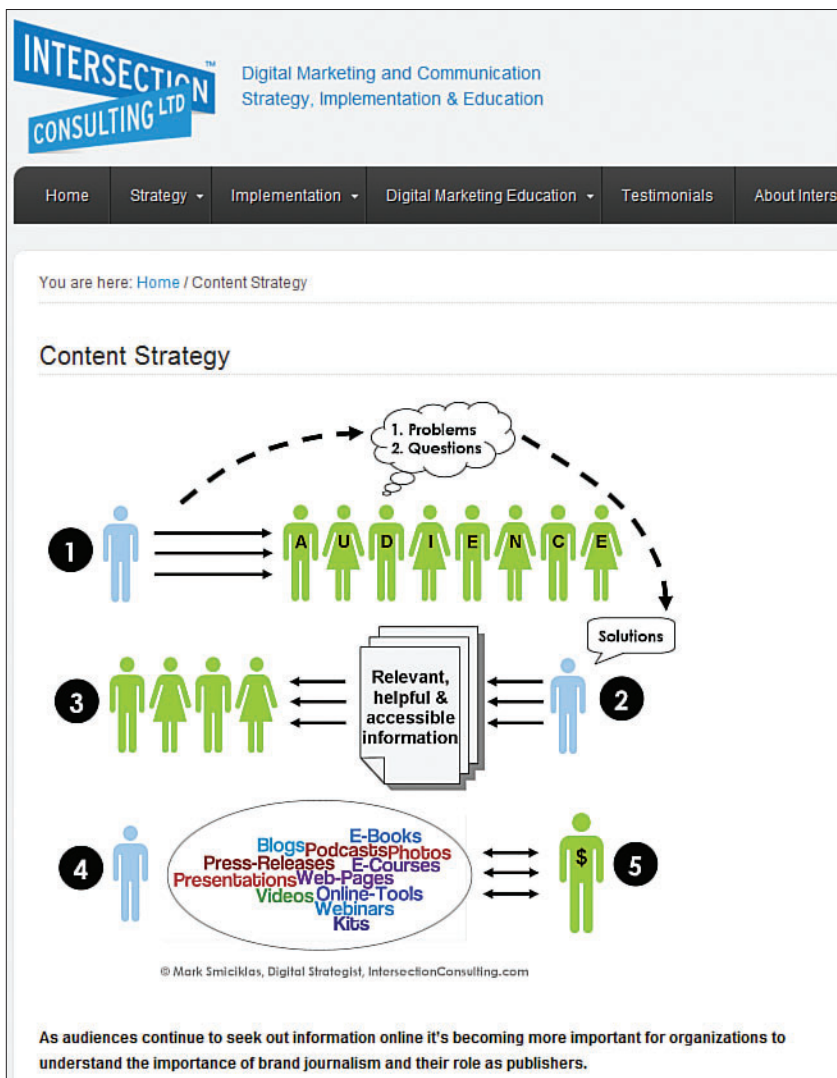 INTERSECTION™
CONSULTING LTD
Digital Marketing and Communication
Strategy, Implementation & Education
Home
Strategy
Implementation
Digital Marketing Education
Testimonials
About Inters
You are here: Home / Content Strategy
Content Strategy
1. Problems
2. Questions
1
A U D I E N C E
Solutions
3
Relevant,
helpful &
accessible
information
2
4
E-Books
Blogs Podcasts Photos
Press-Releases E-Courses
Presentations Web-Pages
Videos Online-Tools
Webinars
Kits
$
5
© Mark Smiciklas, Digital Strategist, IntersectionConsulting.com
As audiences continue to seek out information online it's becoming more important for organizations to
understand the importance of brand journalism and their role as publishers.